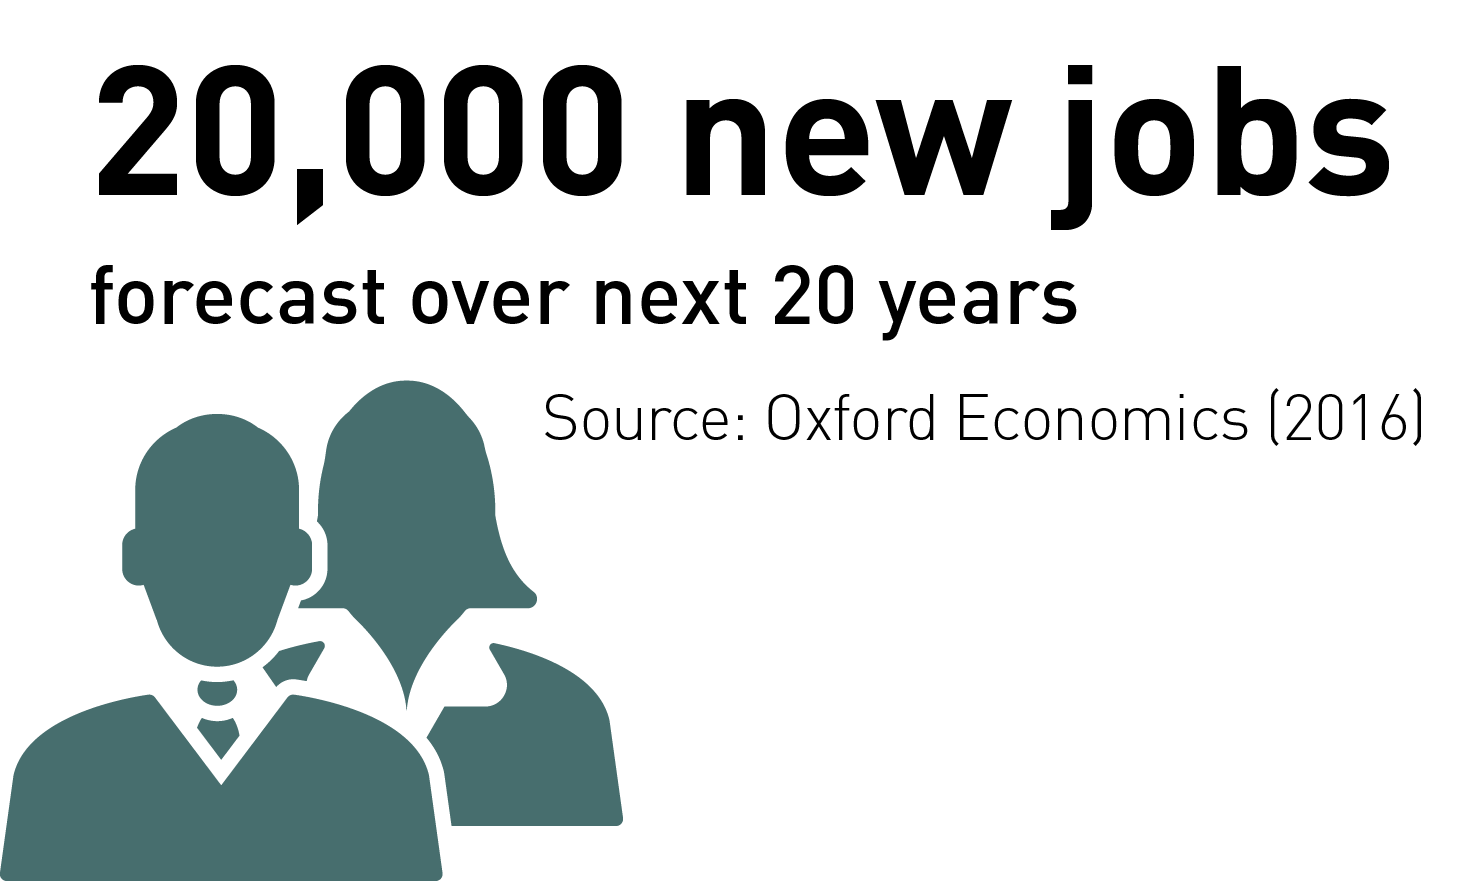 20,000 new jobs
forecast over next 20 years
Source: Oxford Economics (2016)